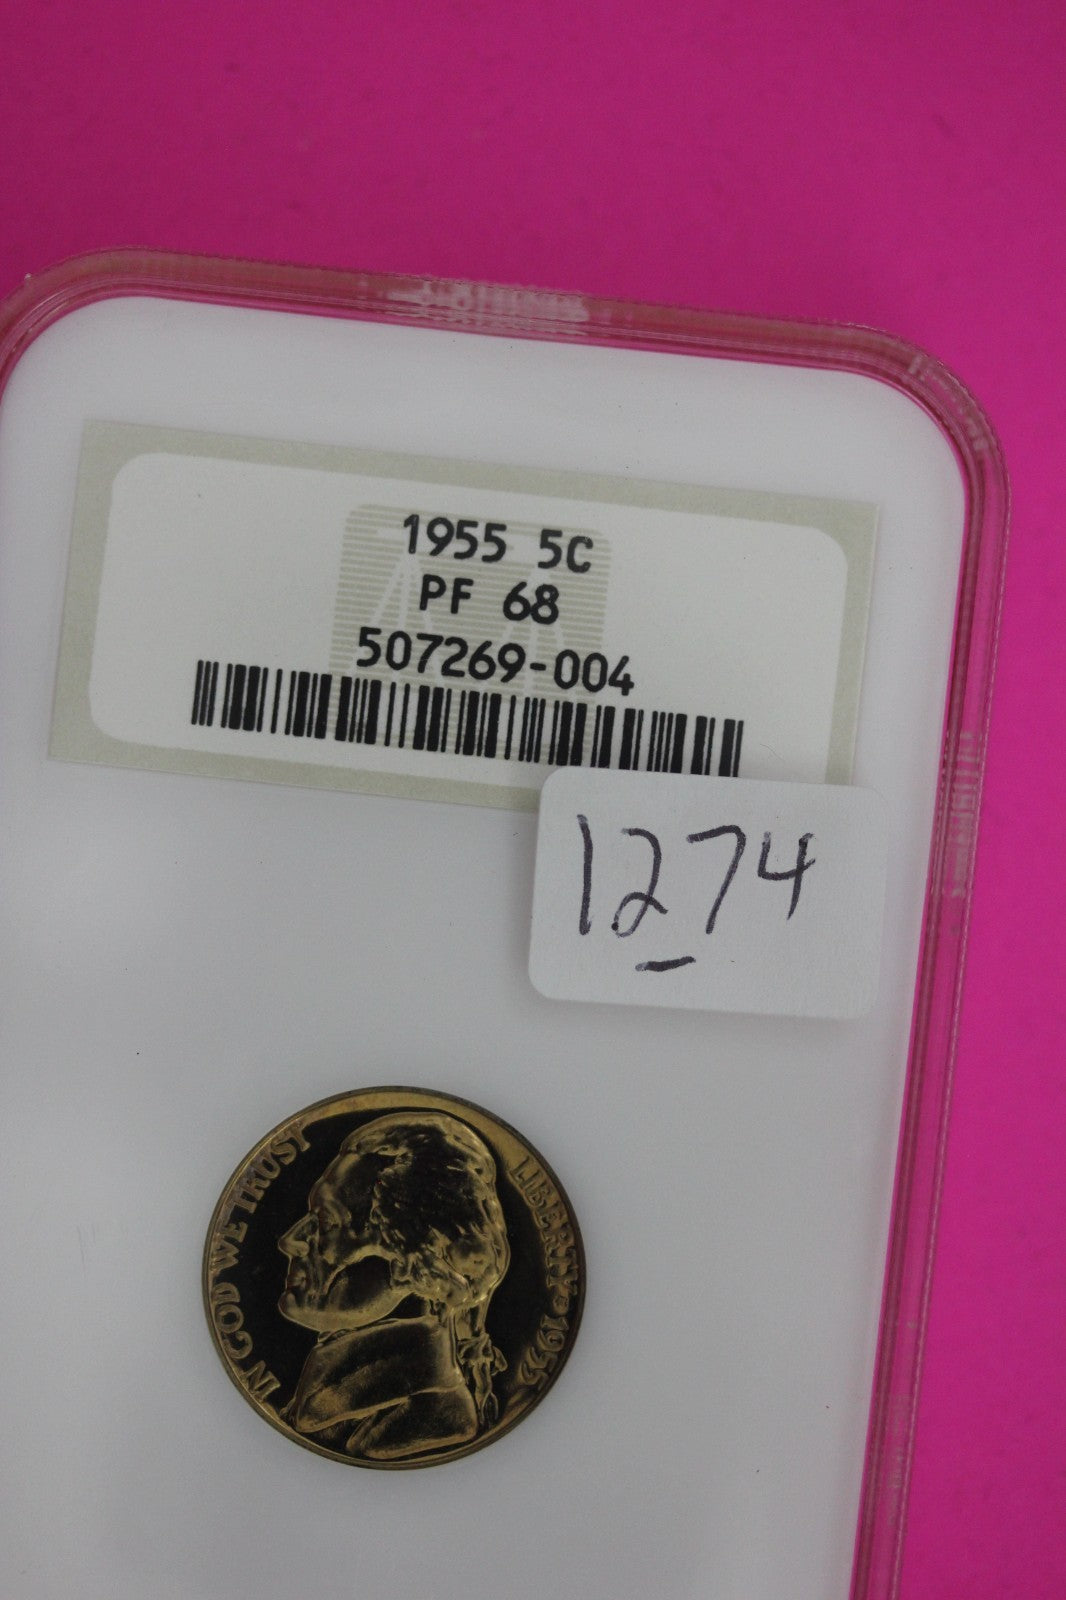 1955 5C
PF 68
507269-004
1274
IN GOD WE TRUST
LIBERTY 1955